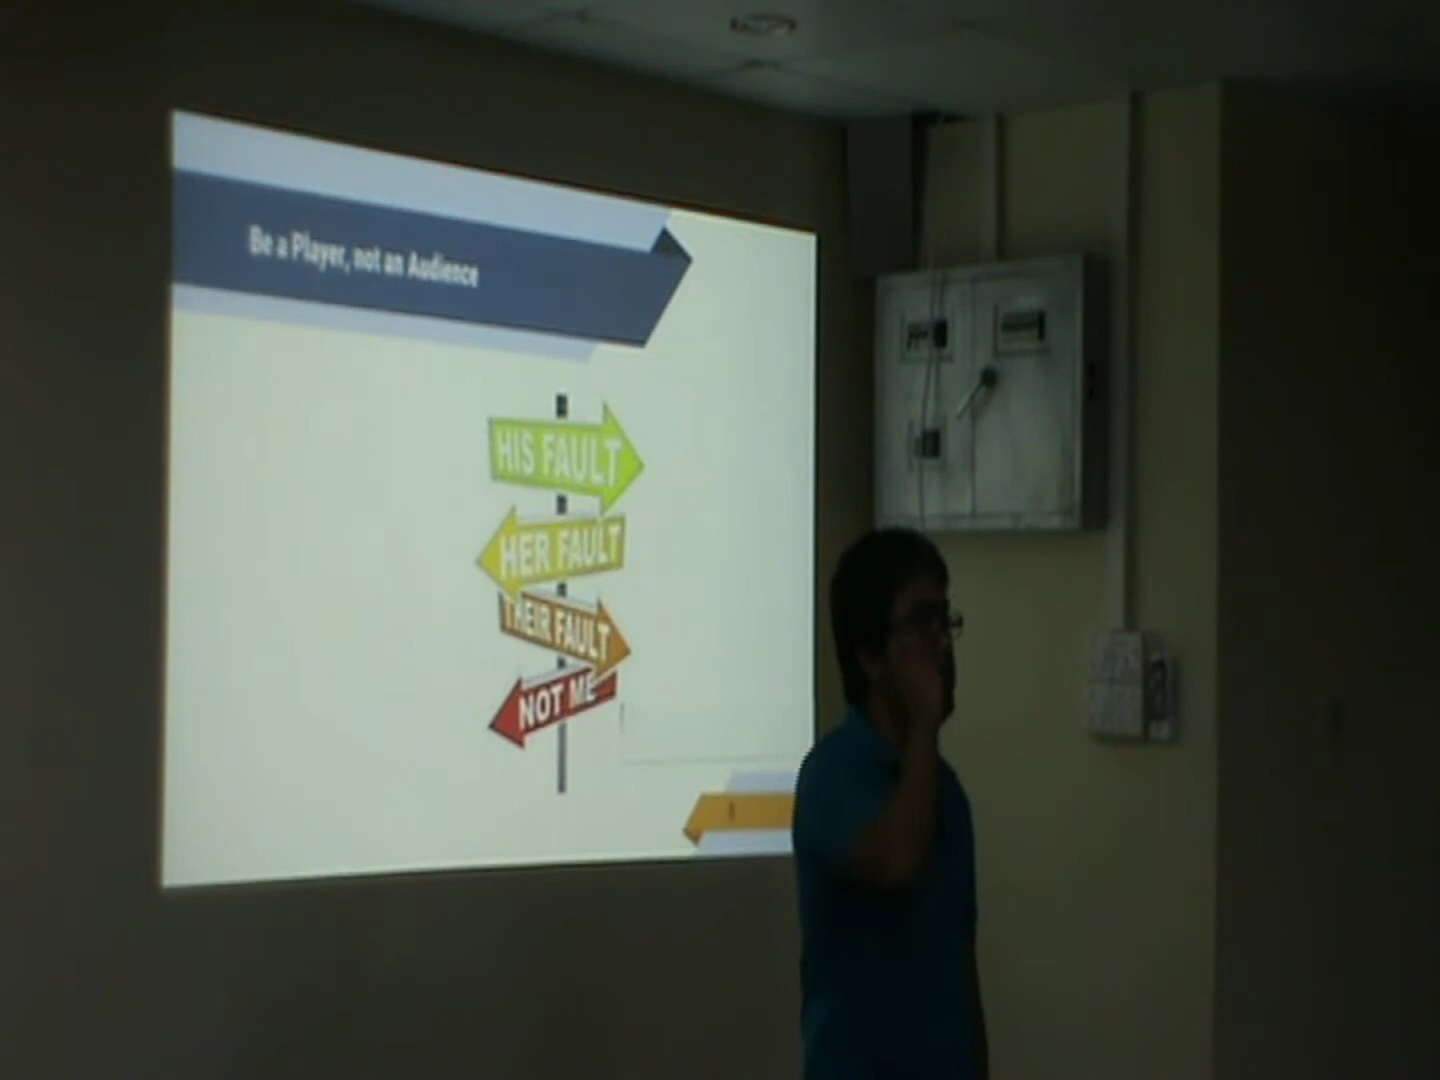 Be a Player, not an Audience
HIS FAULT
HER FAULT
THEIR FAULT
NOT ME